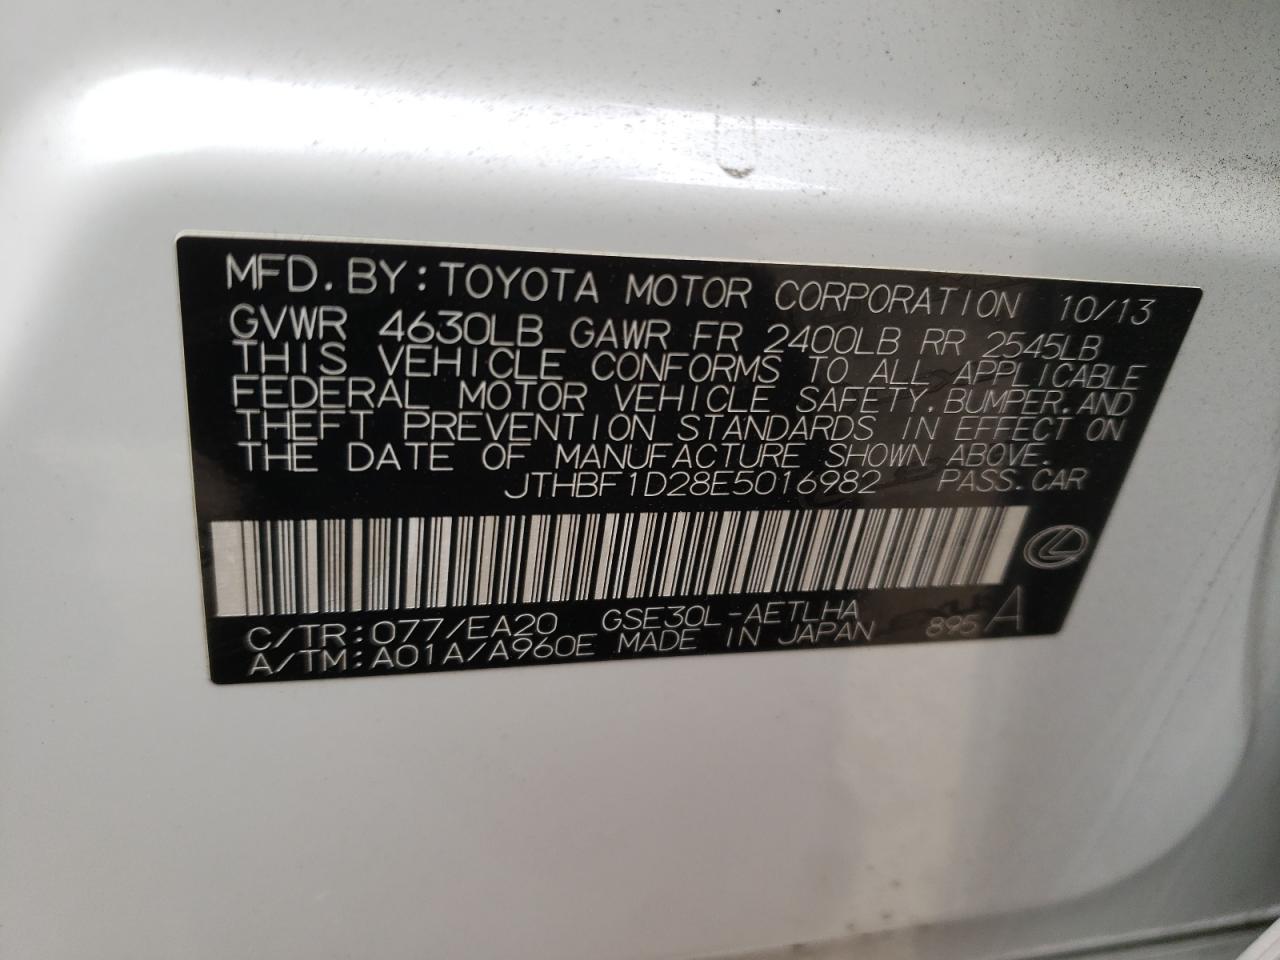 MFD. BY: TOYOTA MOTOR CORPORATION 10/13
GVWR 4630LB GAWR FR 2400LB RR 2545LB
THIS VEHICLE CONFORMS TO ALL APPLICABLE
FEDERAL MOTOR VEHICLE SAFETY, BUMPER, AND
THEFT PREVENTION STANDARDS IN EFFECT ON
THE DATE OF MANUFACTURE SHOWN ABOVE.
JTHBF1D28E5016982 PASS. CAR
C/TR: 077/EA20 GSE30L-AETLHA
A/TM: A01A/A960E MADE IN JAPAN 895 A